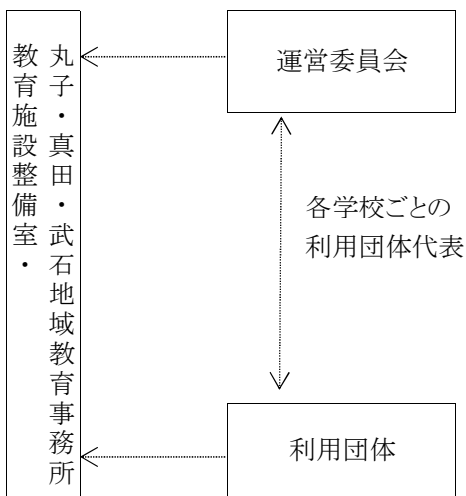 教育施設整備室・
丸子・真田・武石地域教育事務所
運営委員会
各学校ごとの
利用団体代表
利用団体